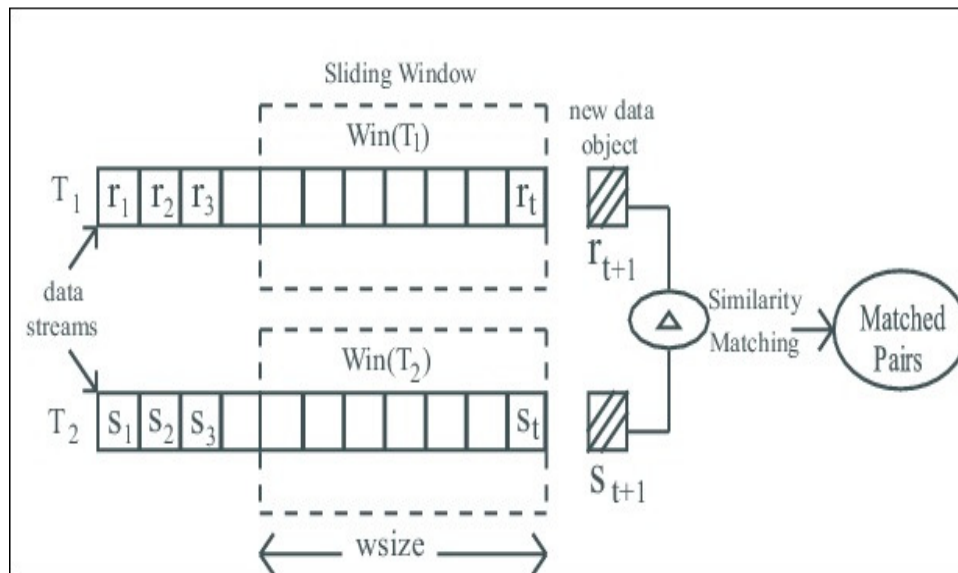 Sliding Window
Win(T₁)
new data
object
T₁ r₁ r₂ r₃ rₜ
rₜ₊₁
data
streams
Similarity
Matching
Matched
Pairs
Win(T₂)
T₂ s₁ s₂ s₃ sₜ
sₜ₊₁
wsize